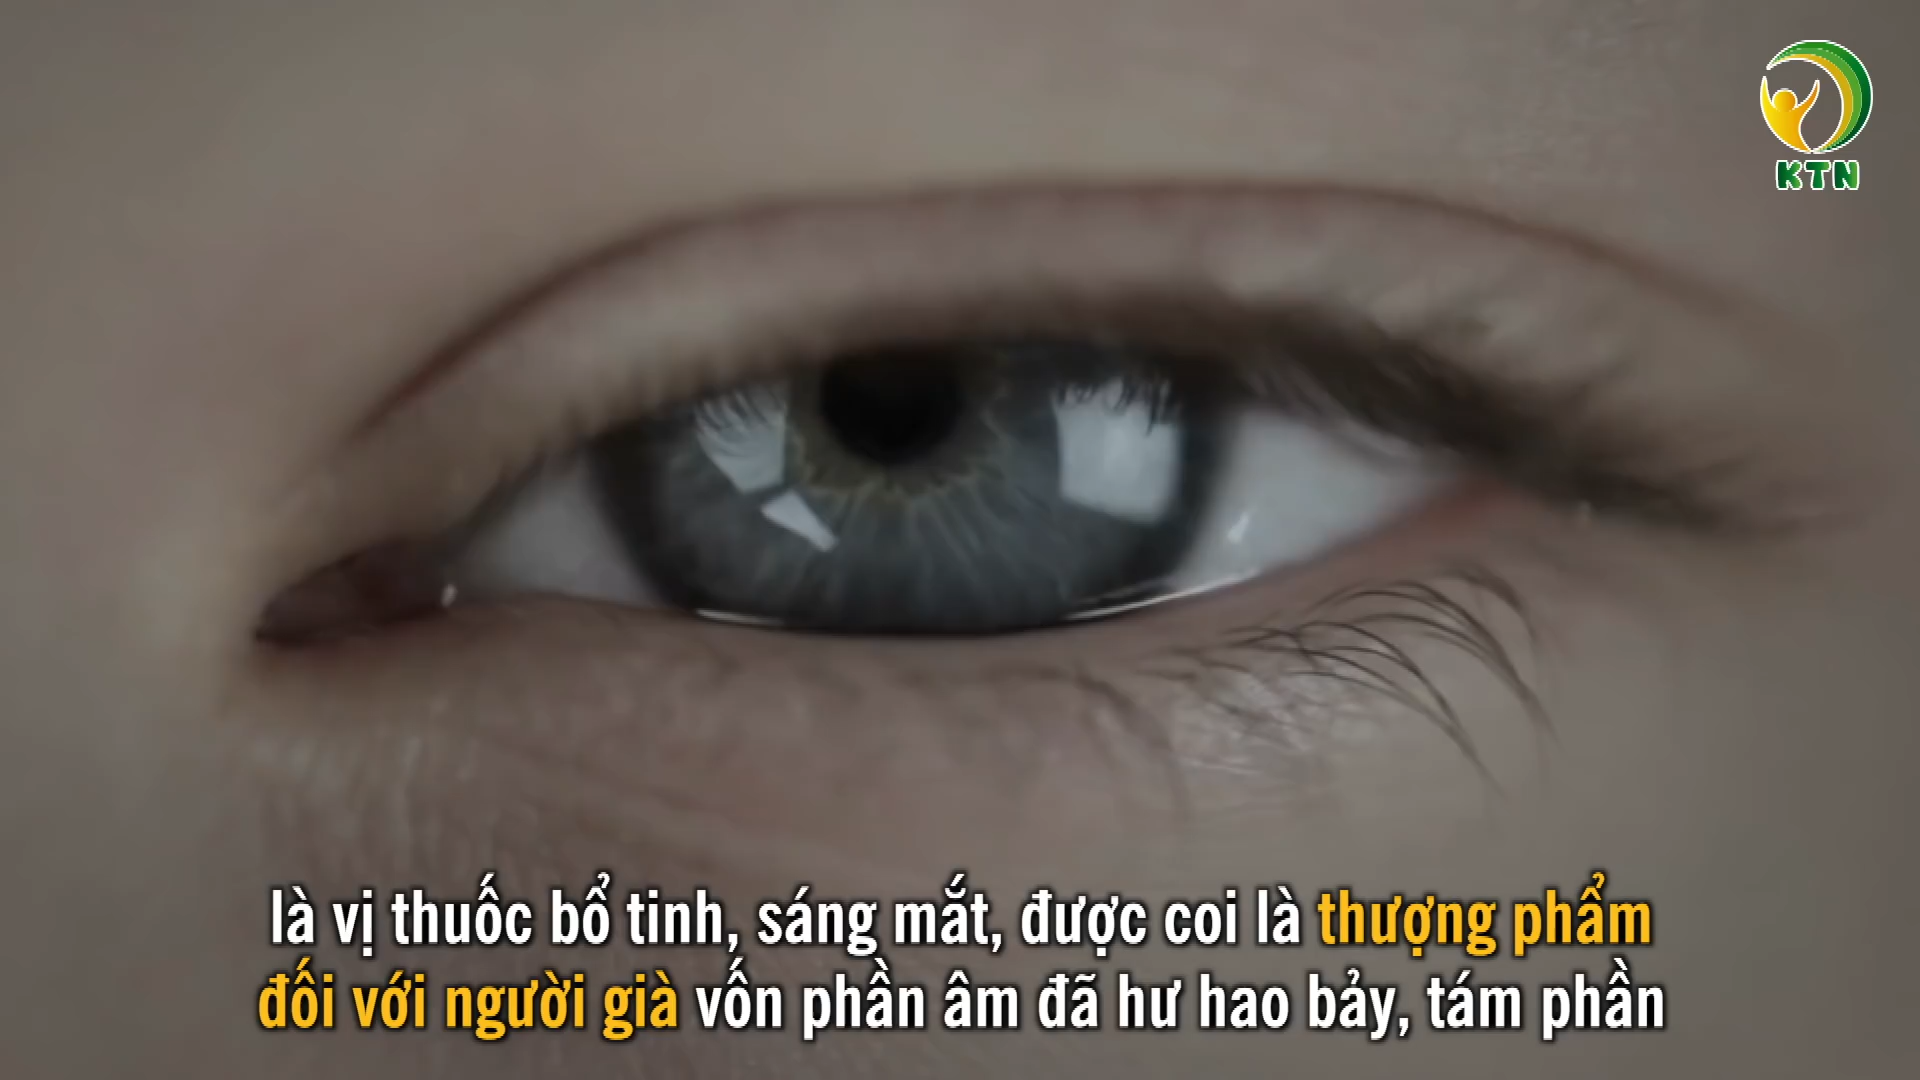 KTN
là vị thuốc bổ tinh, sáng mắt, được coi là thượng phẩm
đối với người già vốn phần âm đã hư hao bảy, tám phần